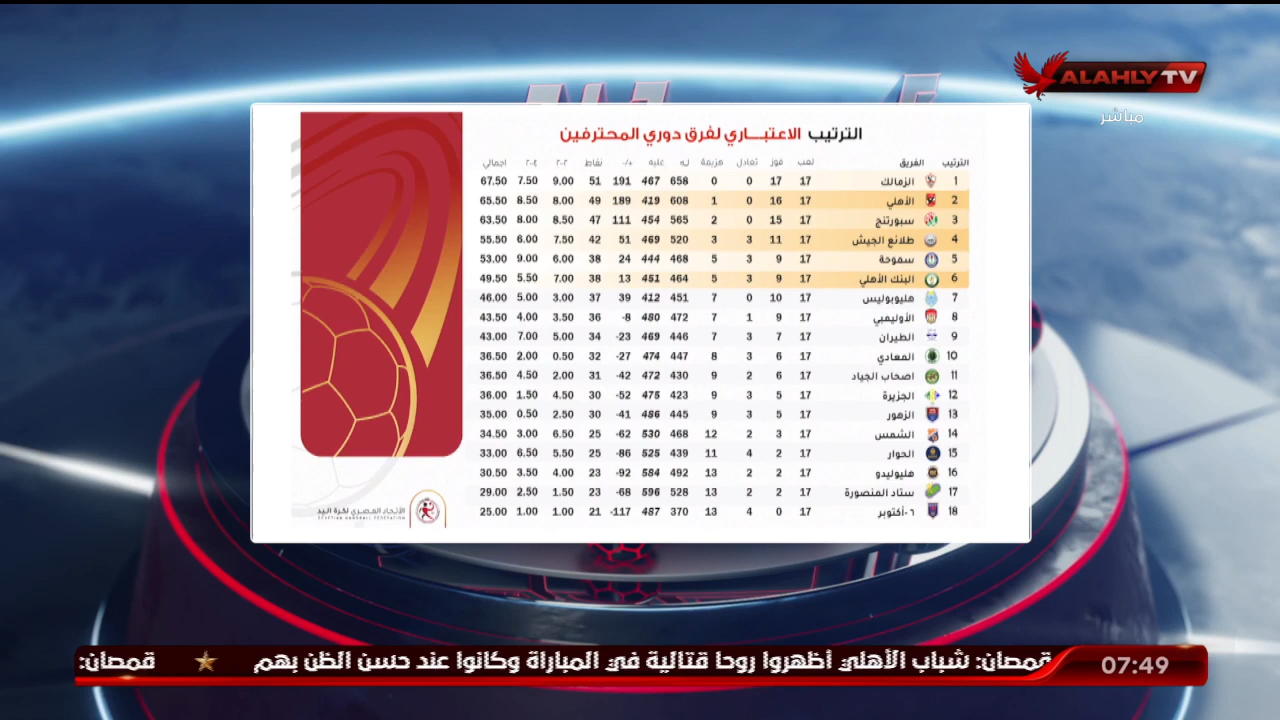 ALAHLY TV
مباشر
الترتيب الاعتبـــاري لفرق دوري المحترفين
الترتيب الفريق لعب فوز تعادل هزيمة له عليه +/- نقاط ٢٠٠٢ ٢٠٠٤ اجمالي
1 الزمالك 17 17 0 0 658 467 191 51 9.00 7.50 67.50
2 الأهلي 17 16 0 1 608 419 189 49 8.00 8.50 65.50
3 سبورتنج 17 15 0 2 565 454 111 47 8.50 8.00 63.50
4 طلائع الجيش 17 11 3 3 520 469 51 42 7.50 6.00 55.50
5 سموحة 17 9 3 5 468 444 24 38 6.00 9.00 53.00
6 البنك الأهلي 17 9 3 5 464 451 13 38 7.00 5.50 49.50
7 هليوبوليس 17 10 0 7 451 412 39 37 3.00 5.00 46.00
8 الأوليمبي 17 9 1 7 472 480 -8 36 3.50 4.00 43.50
9 الطيران 17 7 3 7 446 469 -23 34 5.00 7.00 43.00
10 المعادي 17 6 3 8 447 474 -27 32 0.50 2.00 36.50
11 اصحاب الجياد 17 6 2 9 430 472 -42 31 2.00 4.50 36.50
12 الجزيرة 17 5 3 9 423 475 -52 30 4.50 1.50 36.00
13 الزهور 17 5 3 9 445 486 -41 30 2.50 0.50 35.00
14 الشمس 17 3 2 12 468 530 -62 25 6.50 3.00 34.50
15 الحوار 17 2 4 11 439 525 -86 25 5.50 6.50 33.00
16 هليوليدو 17 2 2 13 492 584 -92 23 4.00 3.50 30.50
17 ستاد المنصورة 17 2 2 13 528 596 -68 23 1.50 2.50 29.00
18 ٦-أكتوبر 17 0 4 13 370 487 -117 21 1.00 1.00 25.00
الاتحاد المصري لكرة اليد
EGYPTIAN HANDBALL FEDERATION
قمصان: شباب الأهلي أظهروا روحا قتالية في المباراة وكانوا عند حسن الظن بهم
قمصان:
07:49